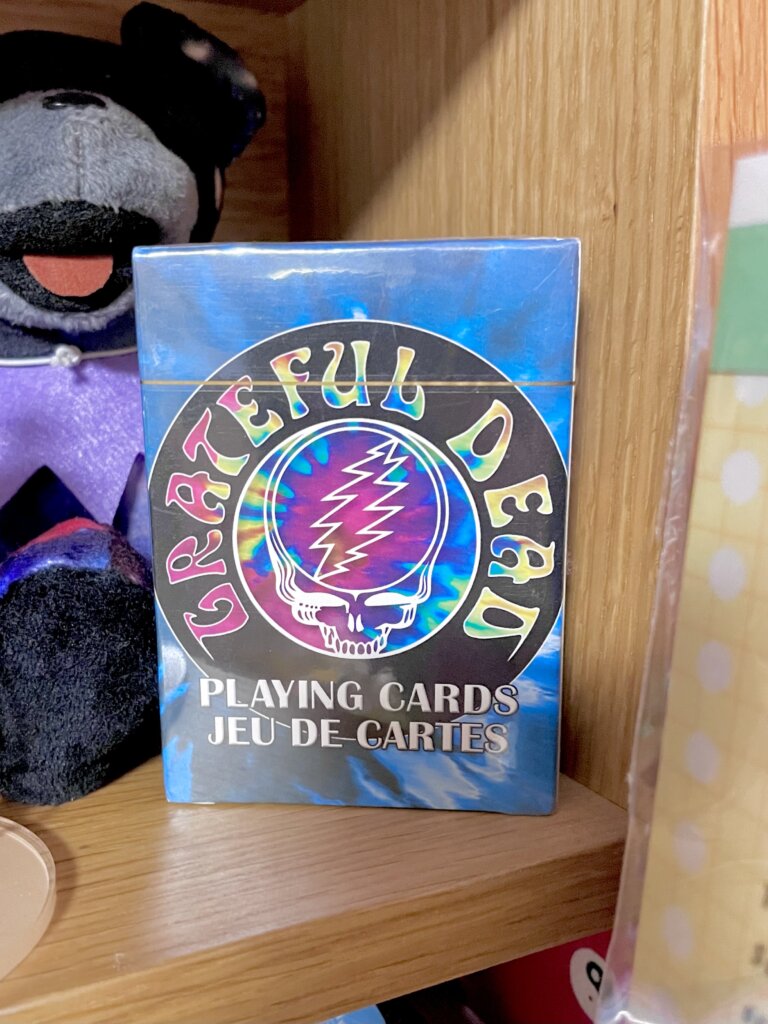 GRATEFUL DEAD
PLAYING CARDS
JEU DE CARTES